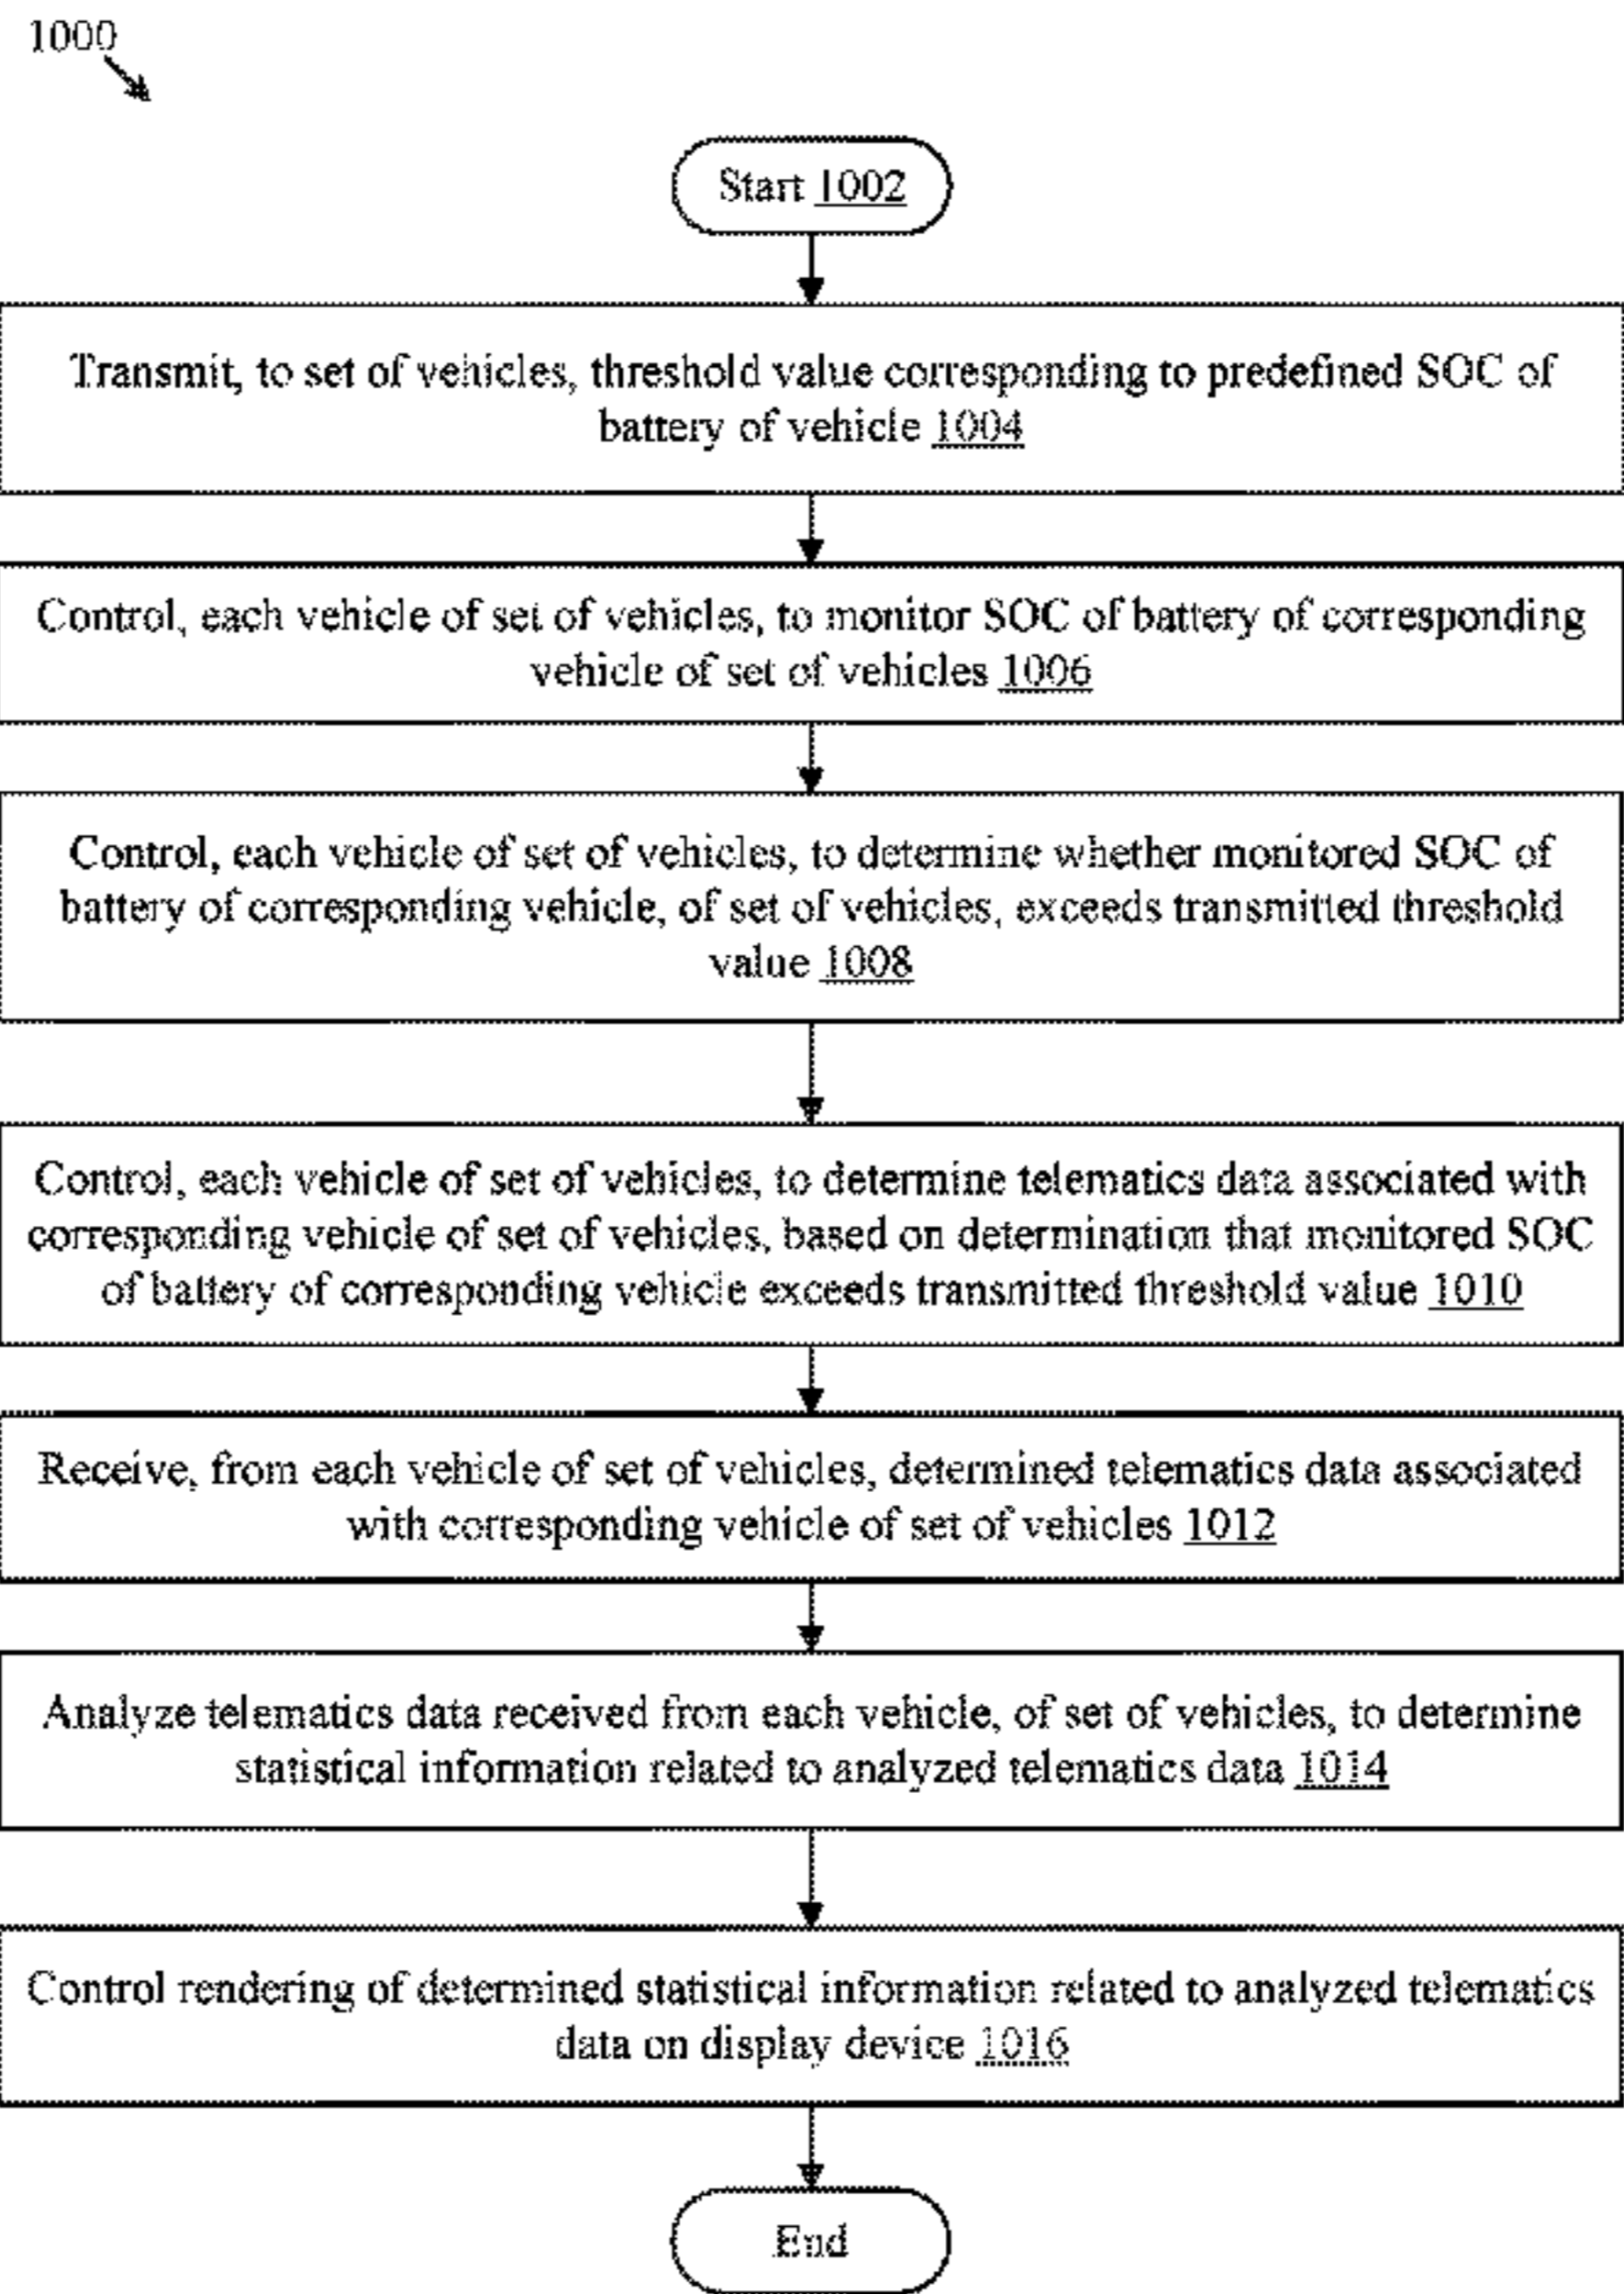 1000
Start 1002
Transmit, to set of vehicles, threshold value corresponding to predefined SOC of
battery of vehicle 1004
Control, each vehicle of set of vehicles, to monitor SOC of battery of corresponding
vehicle of set of vehicles 1006
Control, each vehicle of set of vehicles, to determine whether monitored SOC of
battery of corresponding vehicle, of set of vehicles, exceeds transmitted threshold
value 1008
Control, each vehicle of set of vehicles, to determine telematics data associated with
corresponding vehicle of set of vehicles, based on determination that monitored SOC
of battery of corresponding vehicle exceeds transmitted threshold value 1010
Receive, from each vehicle of set of vehicles, determined telematics data associated
with corresponding vehicle of set of vehicles 1012
Analyze telematics data received from each vehicle, of set of vehicles, to determine
statistical information related to analyzed telematics data 1014
Control rendering of determined statistical information related to analyzed telematics
data on display device 1016
End